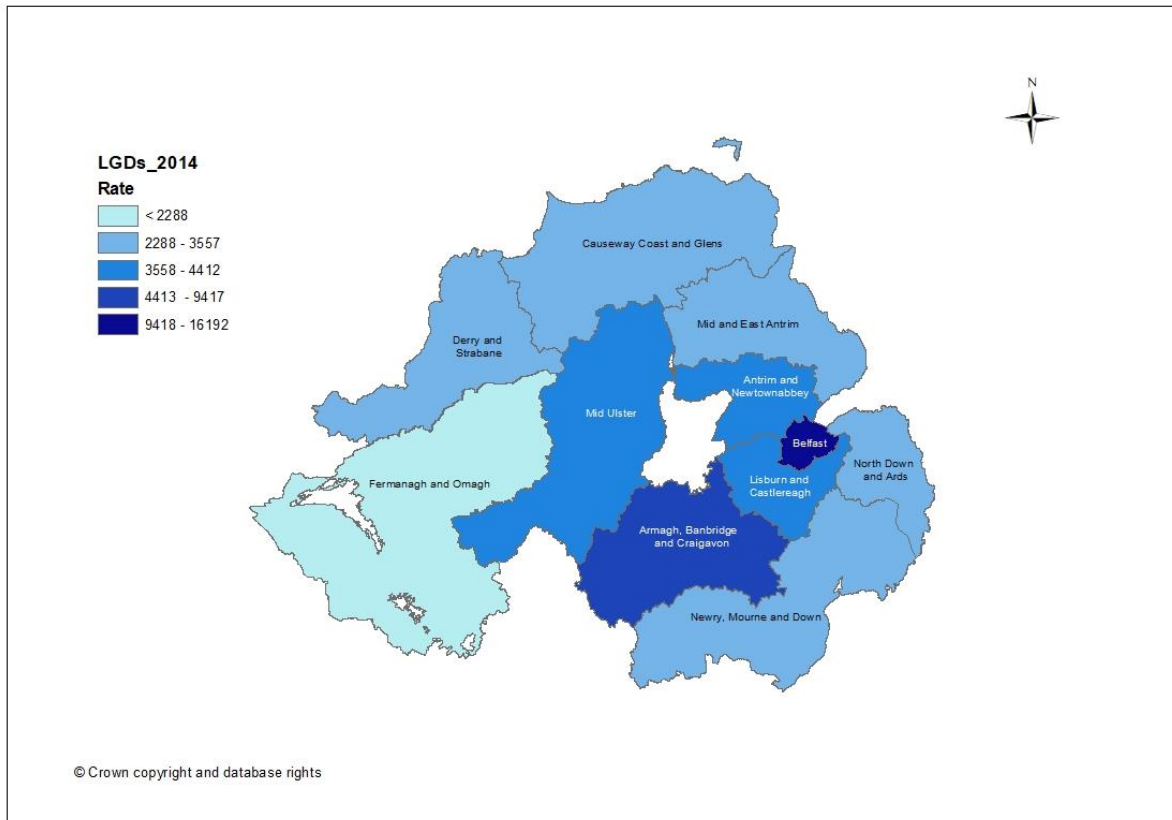 N
LGDs_2014
Rate
< 2288
2288 - 3557
3558 - 4412
4413 - 9417
9418 - 16192
Causeway Coast and Glens
Mid and East Antrim
Derry and
Strabane
Antrim and
Newtownabbey
Mid Ulster
Belfast
North Down
and Ards
Fermanagh and Omagh
Lisburn and
Castlereagh
Armagh, Banbridge
and Craigavon
Newry, Mourne and Down
© Crown copyright and database rights